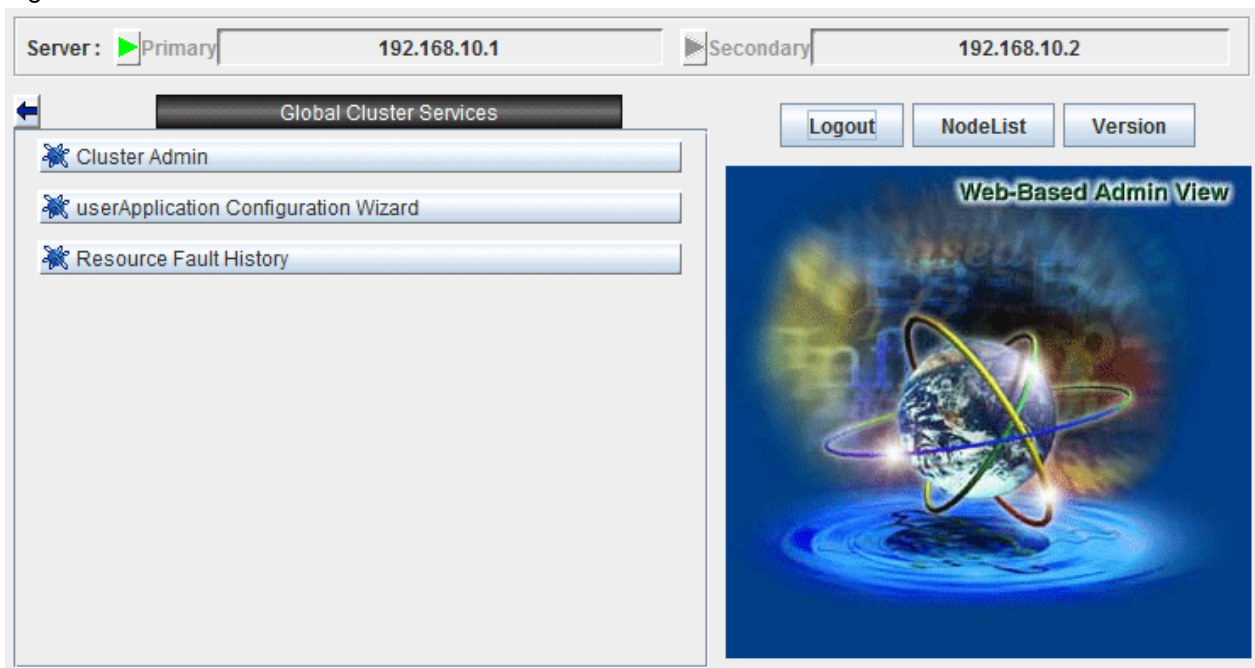 Server : Primary 192.168.10.1 Secondary 192.168.10.2
Global Cluster Services
Logout NodeList Version
Cluster Admin
userApplication Configuration Wizard
Resource Fault History
Web-Based Admin View